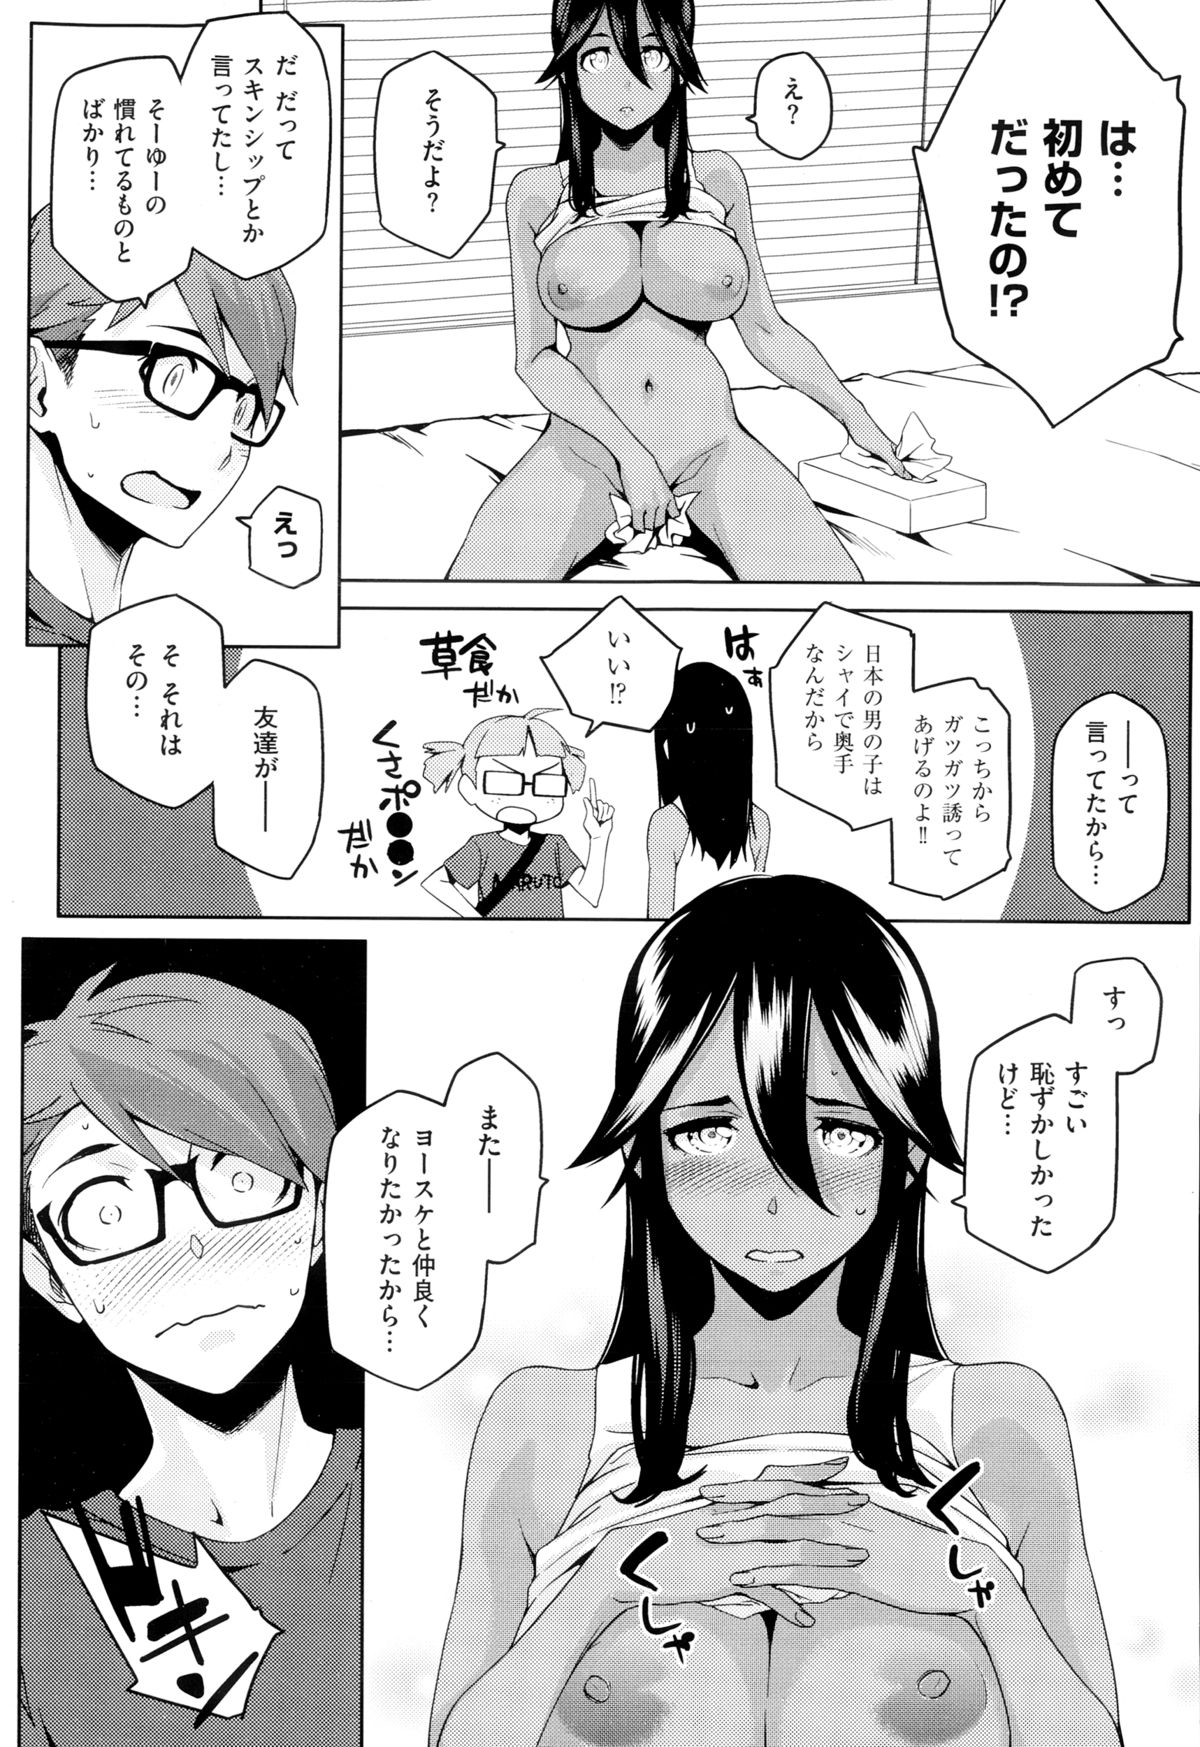 は…
初めて
だったの!?
え?
そうだよ?
だ だって
スキンシップとか
言ってたし…
そーゆーの
慣れてるものと
ばかり…
えっ
――って
言ってたから…
こっちから
ガツガツ誘って
あげるのよ!!
日本の男の子は
シャイで奥手
なんだから
はぁ
いい!?
草食
だか
くさポ●●ン
だか
NARUTO
友達が――
そ それは
その…
すっ
すごい
恥ずかしかった
けど…
また――
ヨースケと仲良く
なりたかったから…
くしゃ
くしゃ
ドキン